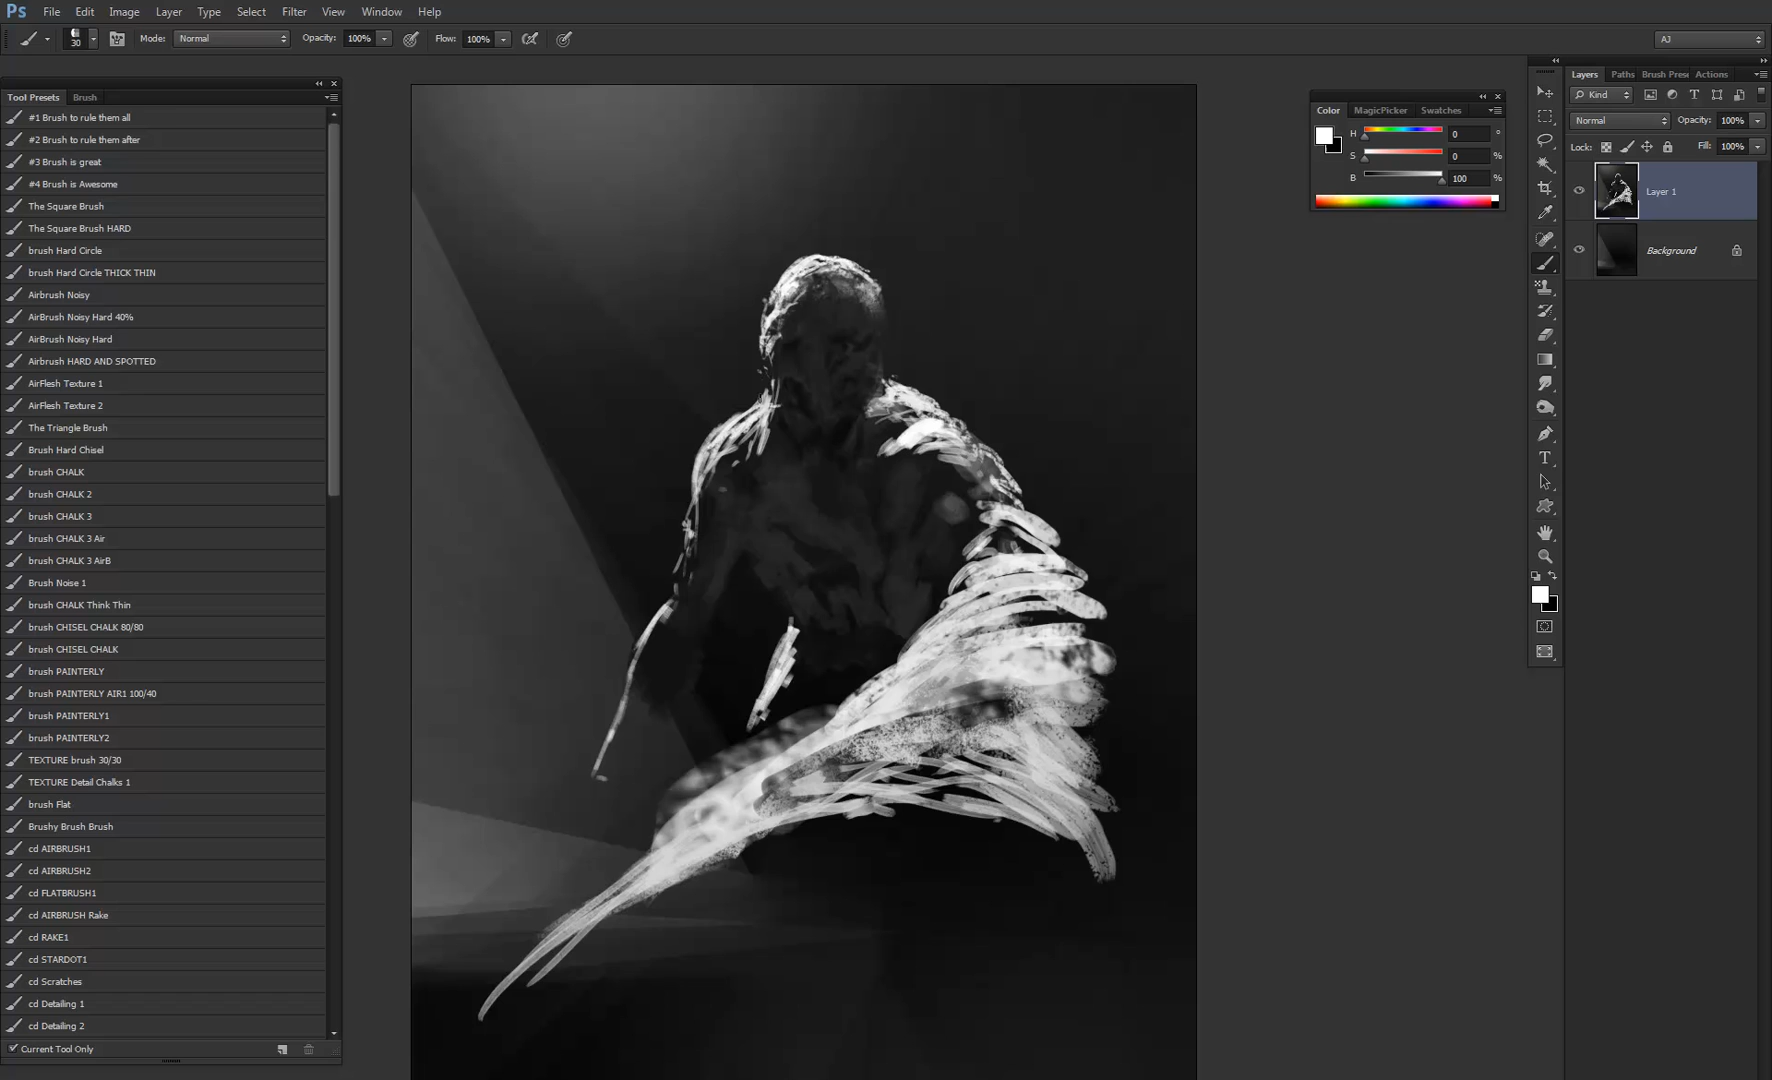 Ps File Edit Image Layer Type Select Filter View Window Help
30 Mode: Normal Opacity: 100% Flow: 100% AJ
Tool Presets Brush
#1 Brush to rule them all
#2 Brush to rule them after
#3 Brush is great
#4 Brush is Awesome
The Square Brush
The Square Brush HARD
brush Hard Circle
brush Hard Circle THICK THIN
Airbrush Noisy
AirBrush Noisy Hard 40%
AirBrush Noisy Hard
Airbrush HARD AND SPOTTED
AirFlesh Texture 1
AirFlesh Texture 2
The Triangle Brush
Brush Hard Chisel
brush CHALK
brush CHALK 2
brush CHALK 3
brush CHALK 3 Air
brush CHALK 3 AirB
Brush Noise 1
brush CHALK Think Thin
brush CHISEL CHALK 80/80
brush CHISEL CHALK
brush PAINTERLY
brush PAINTERLY AIR1 100/40
brush PAINTERLY1
brush PAINTERLY2
TEXTURE brush 30/30
TEXTURE Detail Chalks 1
brush Flat
Brushy Brush Brush
cd AIRBRUSH1
cd AIRBRUSH2
cd FLATBRUSH1
cd AIRBRUSH Rake
cd RAKE1
cd STARDOT1
cd Scratches
cd Detailing 1
cd Detailing 2
Current Tool Only
Color MagicPicker Swatches
H 0 °
S 0 %
B 100 %
Layers Paths Brush Pres Actions
Kind
Normal Opacity: 100%
Lock: Fill: 100%
Layer 1
Background